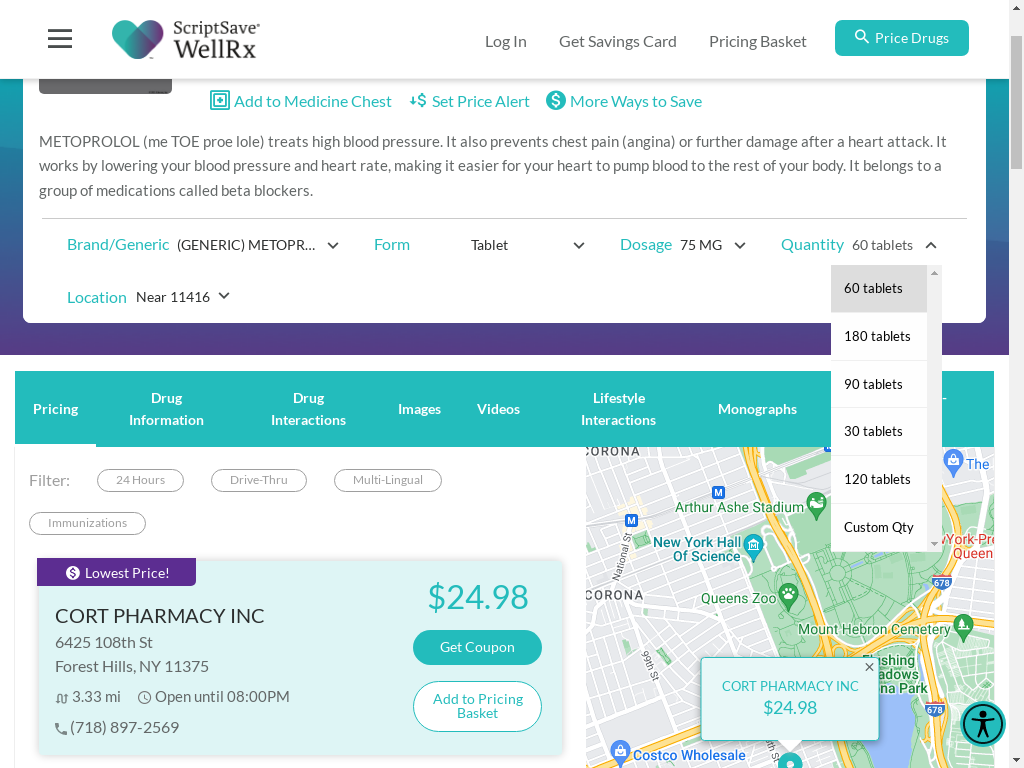 ScriptSave®
WellRx
Log In
Get Savings Card
Pricing Basket
Price Drugs
Add to Medicine Chest
Set Price Alert
More Ways to Save
METOPROLOL (me TOE proe lole) treats high blood pressure. It also prevents chest pain (angina) or further damage after a heart attack. It
works by lowering your blood pressure and heart rate, making it easier for your heart to pump blood to the rest of your body. It belongs to a
group of medications called beta blockers.
Brand/Generic (GENERIC) METOPR...
Form Tablet
Dosage 75 MG
Quantity 60 tablets
Location Near 11416
60 tablets
180 tablets
90 tablets
30 tablets
120 tablets
Custom Qty
Pricing
Drug
Information
Drug
Interactions
Images
Videos
Lifestyle
Interactions
Monographs
Filter:
24 Hours
Drive-Thru
Multi-Lingual
Immunizations
Lowest Price!
CORT PHARMACY INC
6425 108th St
Forest Hills, NY 11375
3.33 mi
Open until 08:00PM
(718) 897-2569
$24.98
Get Coupon
Add to Pricing
Basket
CORONA
The
M
Arthur Ashe Stadium
M
National St
New York Hall
Of Science
wYork-Pre
Queen
678
CORONA
Queens Zoo
Mount Hebron Cemetery
99th St
Flushing
Meadows
Corona Park
678
678
CORT PHARMACY INC
$24.98
Costco Wholesale